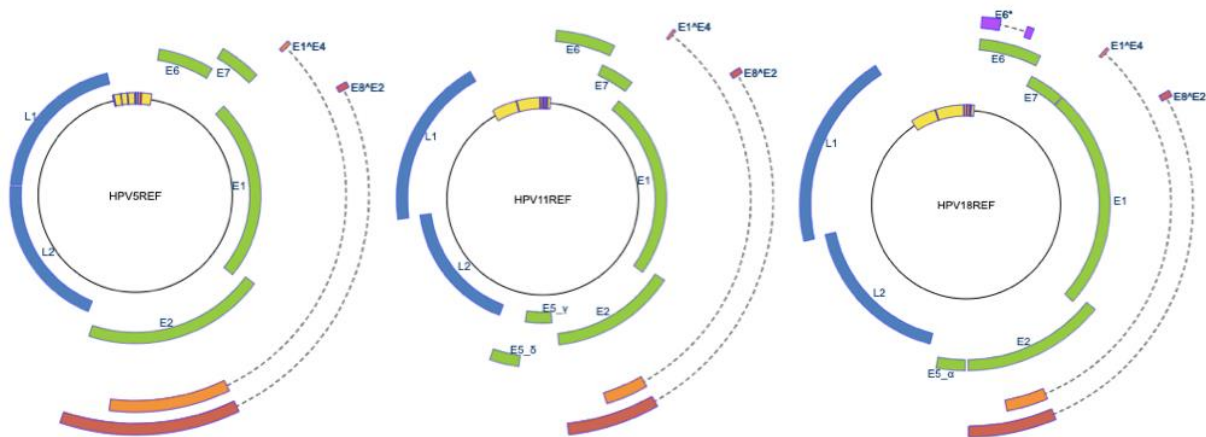 E6
E7
E1^E4
E8^E2
L1
HPV5REF
E1
L2
E2
E6
E1^E4
E8^E2
E7
L1
HPV11REF
E1
L2
E5_γ
E2
E5_δ
E6*
E6
E1^E4
E7
E8^E2
L1
HPV18REF
E1
L2
E2
E5_α